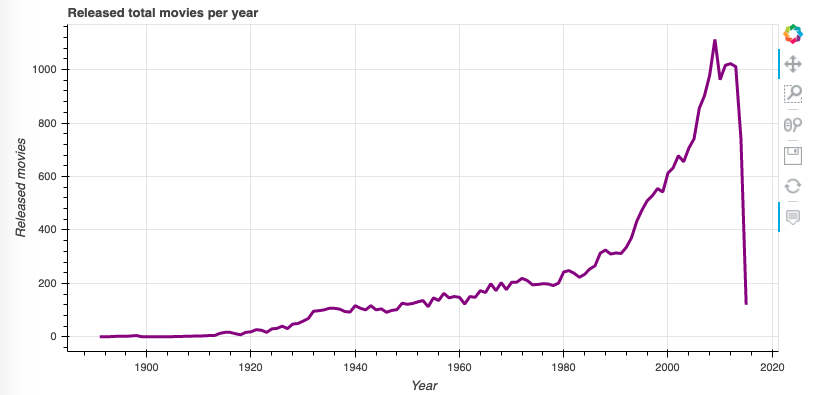 Released total movies per year
Released movies
1000
800
600
400
200
0
1900 1920 1940 1960 1980 2000 2020
Year